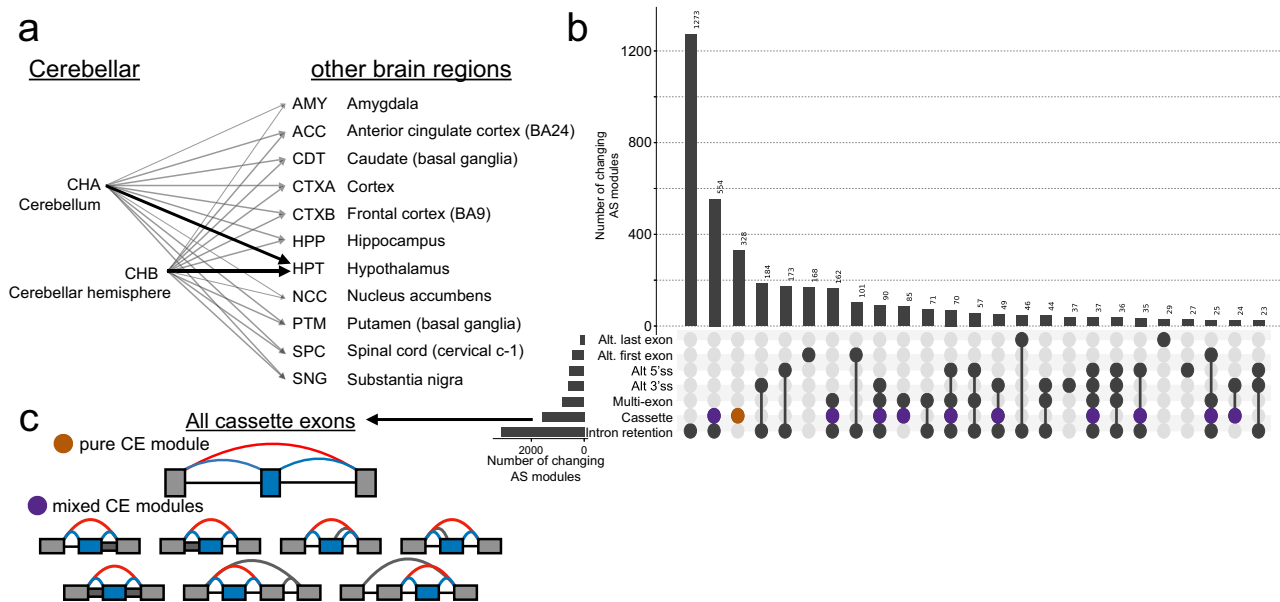 a
Cerebellar
other brain regions
AMY Amygdala
ACC Anterior cingulate cortex (BA24)
CDT Caudate (basal ganglia)
CTXA Cortex
CTXB Frontal cortex (BA9)
HPP Hippocampus
HPT Hypothalamus
NCC Nucleus accumbens
PTM Putamen (basal ganglia)
SPC Spinal cord (cervical c-1)
SNG Substantia nigra
CHA
Cerebellum
CHB
Cerebellar hemisphere
b
Number of changing
AS modules
1200
800
400
0
1273
554
328
184
173
168
162
101
90
85
71
70
57
49
46
44
37
37
36
35
29
27
25
24
23
Alt. last exon
Alt. first exon
Alt 5'ss
Alt 3'ss
Multi-exon
Cassette
Intron retention
2000
0
Number of changing
AS modules
c
All cassette exons
pure CE module
mixed CE modules